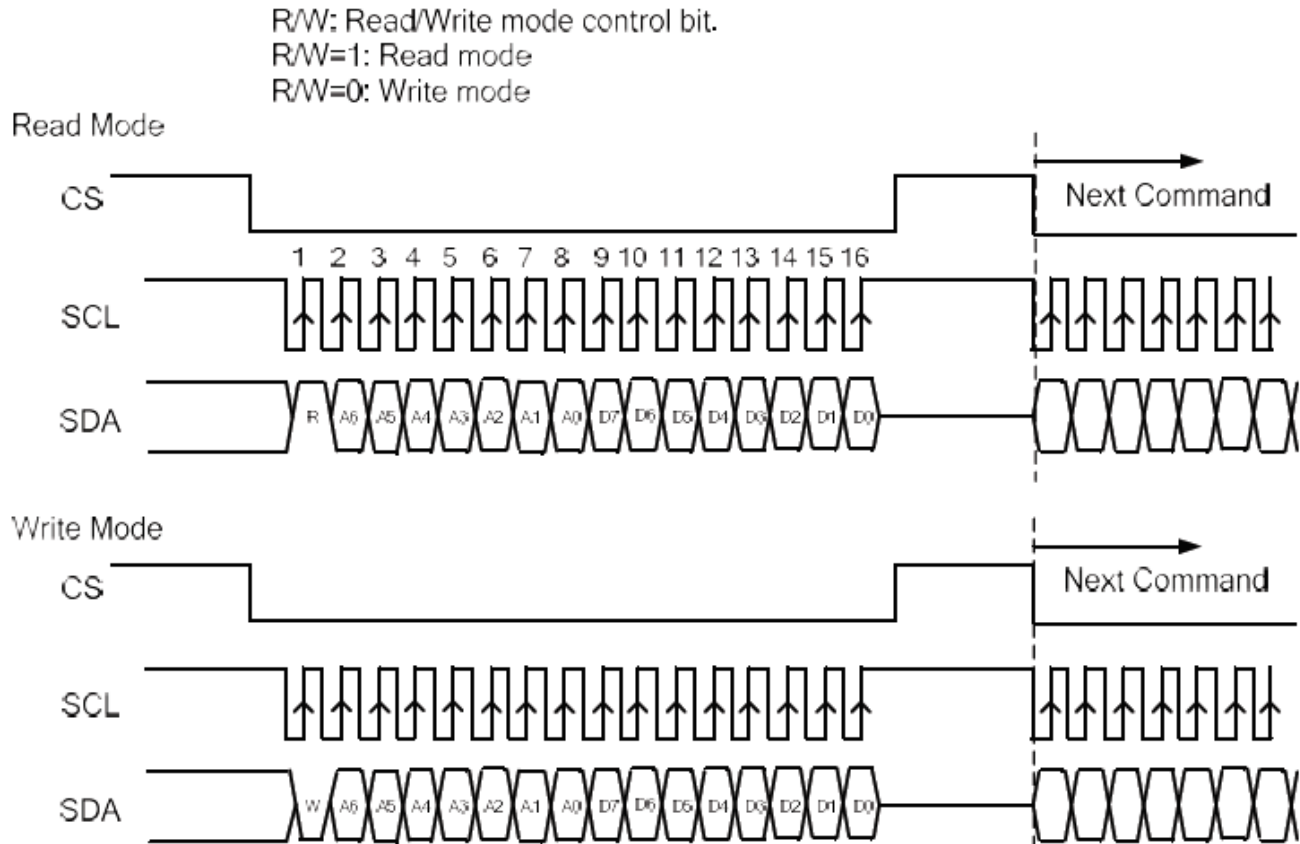 R/W: Read/Write mode control bit.
R/W=1: Read mode
R/W=0: Write mode
Read Mode
CS
Next Command
1 2 3 4 5 6 7 8 9 10 11 12 13 14 15 16
SCL
SDA
R A6 A5 A4 A3 A2 A1 A0 D7 D6 D5 D4 D3 D2 D1 D0
Write Mode
CS
Next Command
SCL
SDA
W A6 A5 A4 A3 A2 A1 A0 D7 D6 D5 D4 D3 D2 D1 D0